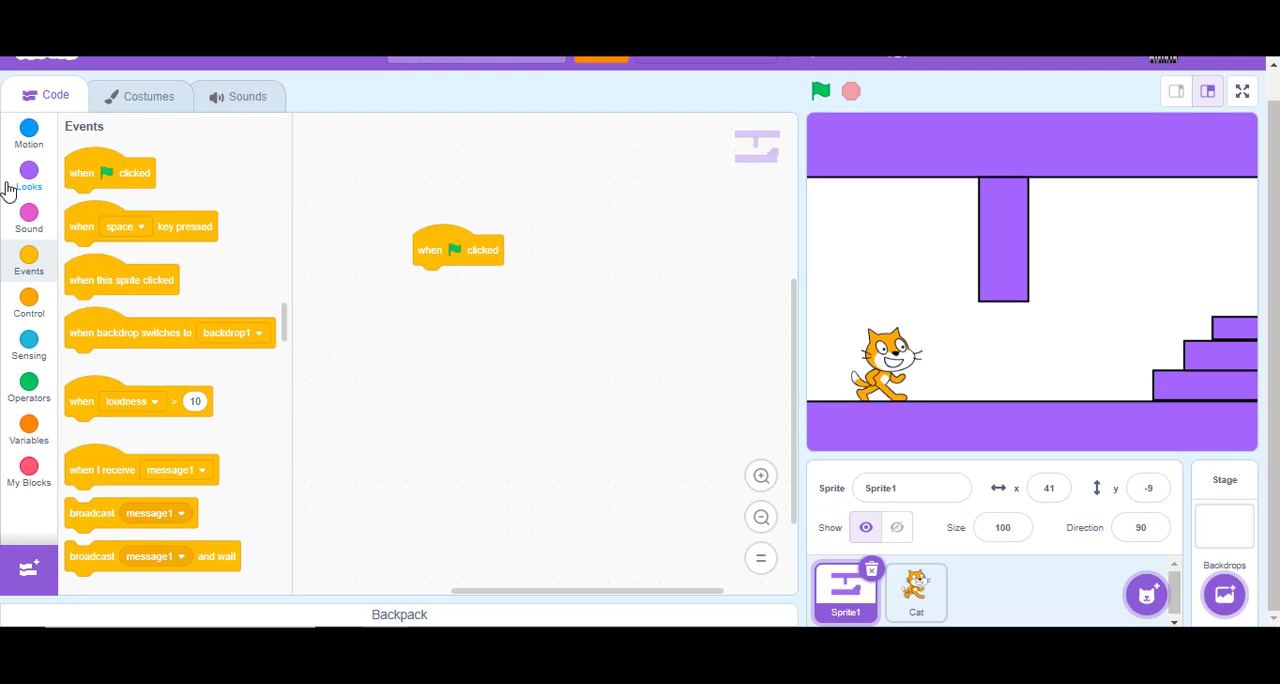 Code
Costumes
Sounds
Motion
Looks
Sound
Events
Control
Sensing
Operators
Variables
My Blocks
Events
when clicked
when space key pressed
when this sprite clicked
when backdrop switches to backdrop1
when loudness > 10
when I receive message1
broadcast message1
broadcast message1 and wait
when clicked
Backpack
Sprite Sprite1 x 41 y -9
Show Size 100 Direction 90
Sprite1
Cat
Stage
Backdrops